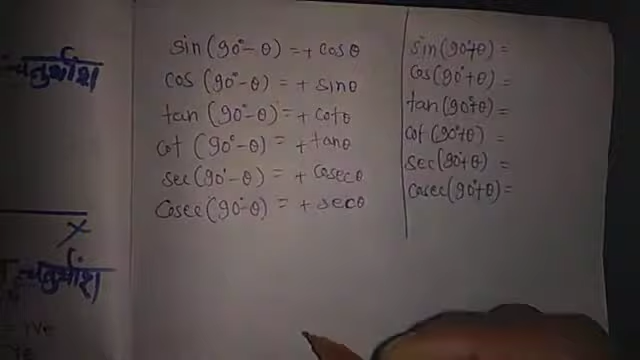 चतुर्थांश
sin(90°-θ) = + cosθ
cos (90°-θ) = + sinθ
tan (90°-θ) = + cotθ
cot (90°-θ) = + tanθ
sec (90°-θ) = + cosecθ
Cosec (90°-θ) = + secθ
sin(90°+θ) =
cos(90°+θ) =
tan(90°+θ) =
cot (90°+θ) =
sec(90°+θ) =
cosec(90°+θ) =
चतुर्थांश